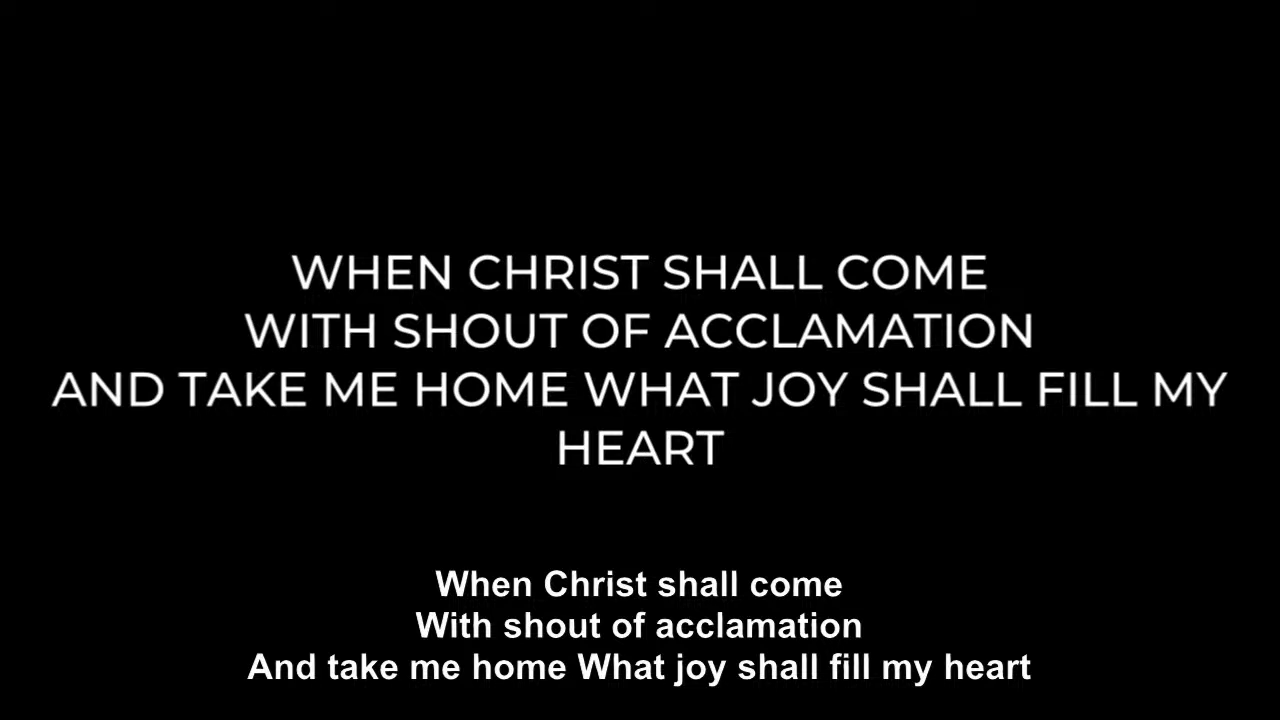 WHEN CHRIST SHALL COME
WITH SHOUT OF ACCLAMATION
AND TAKE ME HOME WHAT JOY SHALL FILL MY
HEART
When Christ shall come
With shout of acclamation
And take me home What joy shall fill my heart